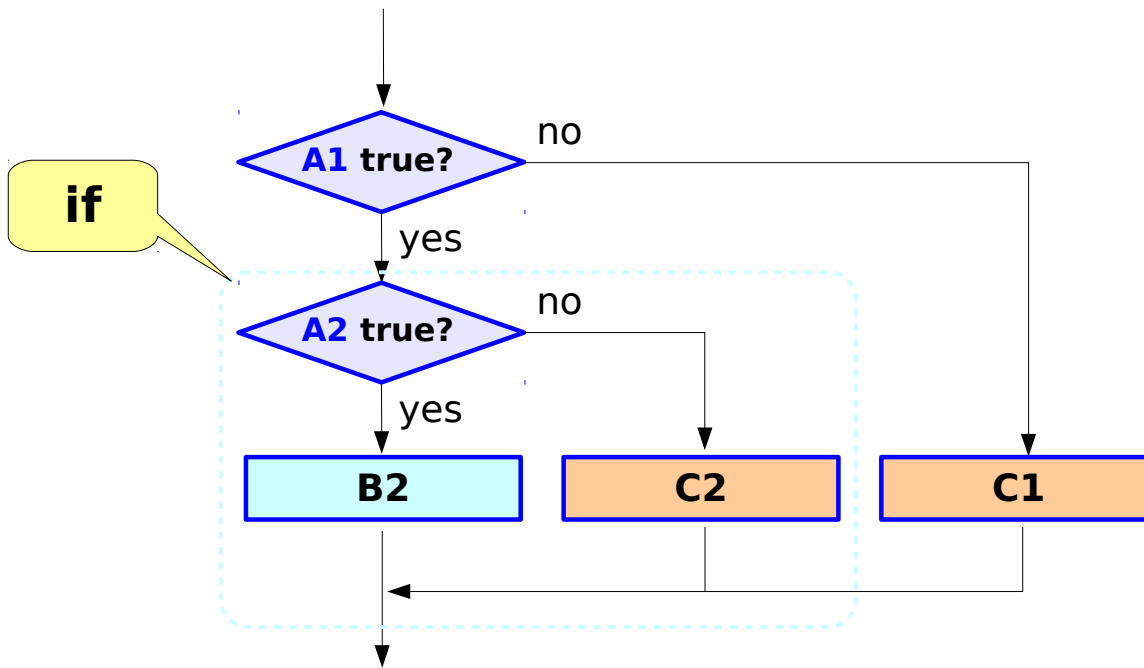 no
A1 true?
if
yes
no
A2 true?
yes
B2
C2
C1